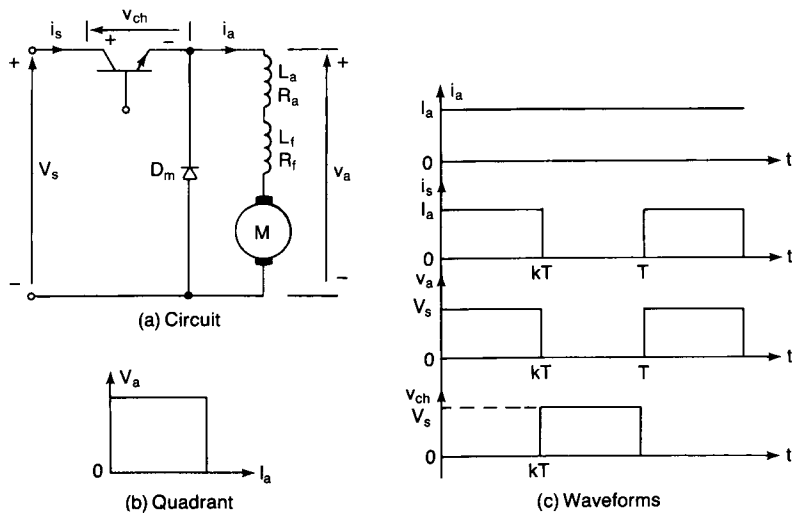 v_ch
+ −
i_s
i_a
+
V_s
−
D_m
L_a
R_a
L_f
R_f
M
+
v_a
−
(a) Circuit
V_a
0
I_a
(b) Quadrant
i_a
I_a
0
t
i_s
I_a
0
kT
T
t
v_a
V_s
0
kT
T
t
v_ch
V_s
0
kT
T
t
(c) Waveforms